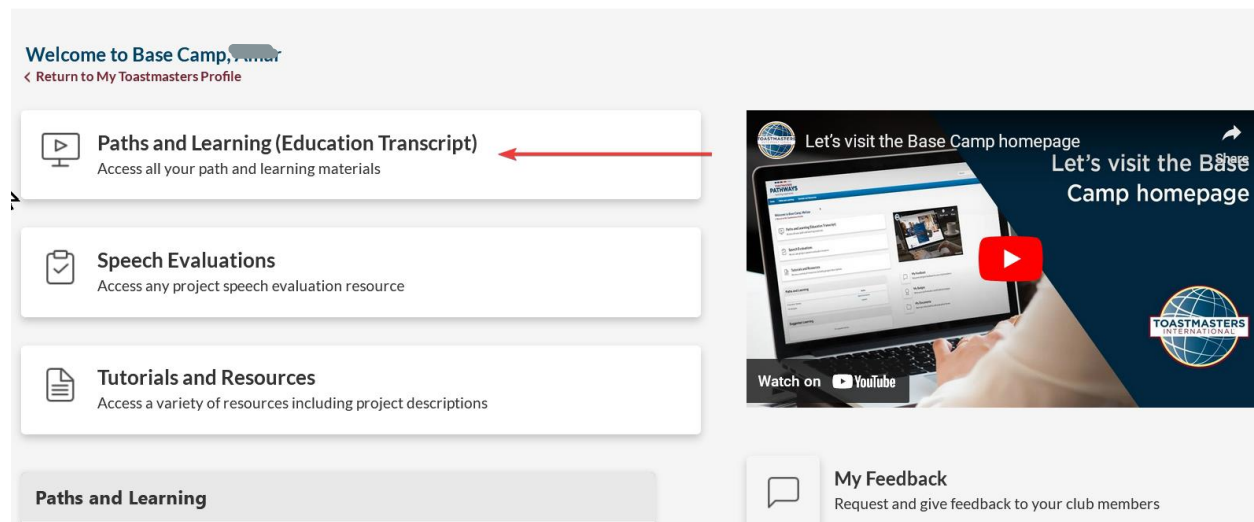 Welcome to Base Camp,
< Return to My Toastmasters Profile
Paths and Learning (Education Transcript)
Access all your path and learning materials
Speech Evaluations
Access any project speech evaluation resource
Tutorials and Resources
Access a variety of resources including project descriptions
Paths and Learning
Let's visit the Base Camp homepage
Share
Let's visit the Base
Camp homepage
PATHWAYS
TOASTMASTERS
INTERNATIONAL
Watch on YouTube
My Feedback
Request and give feedback to your club members